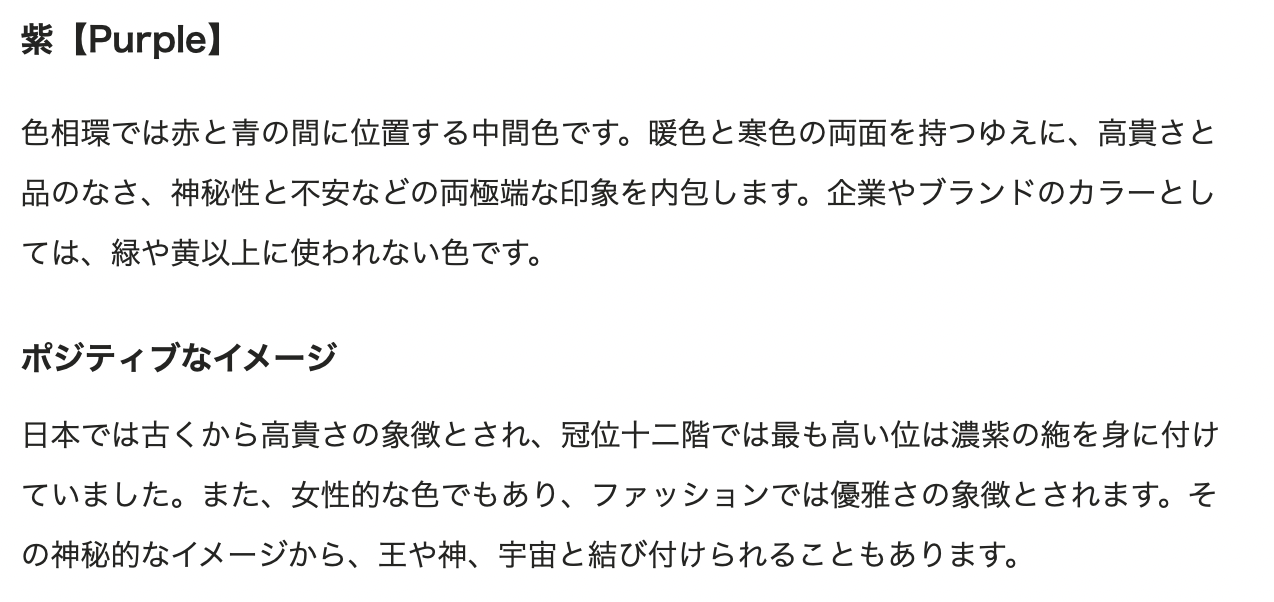 紫【Purple】
色相環では赤と青の間に位置する中間色です。暖色と寒色の両面を持つゆえに、高貴さと
品のなさ、神秘性と不安などの両極端な印象を内包します。企業やブランドのカラーとし
ては、緑や黄以上に使われない色です。
ポジティブなイメージ
日本では古くから高貴さの象徴とされ、冠位十二階では最も高い位は濃紫の絁を身に付け
ていました。また、女性的な色でもあり、ファッションでは優雅さの象徴とされます。そ
の神秘的なイメージから、王や神、宇宙と結び付けられることもあります。